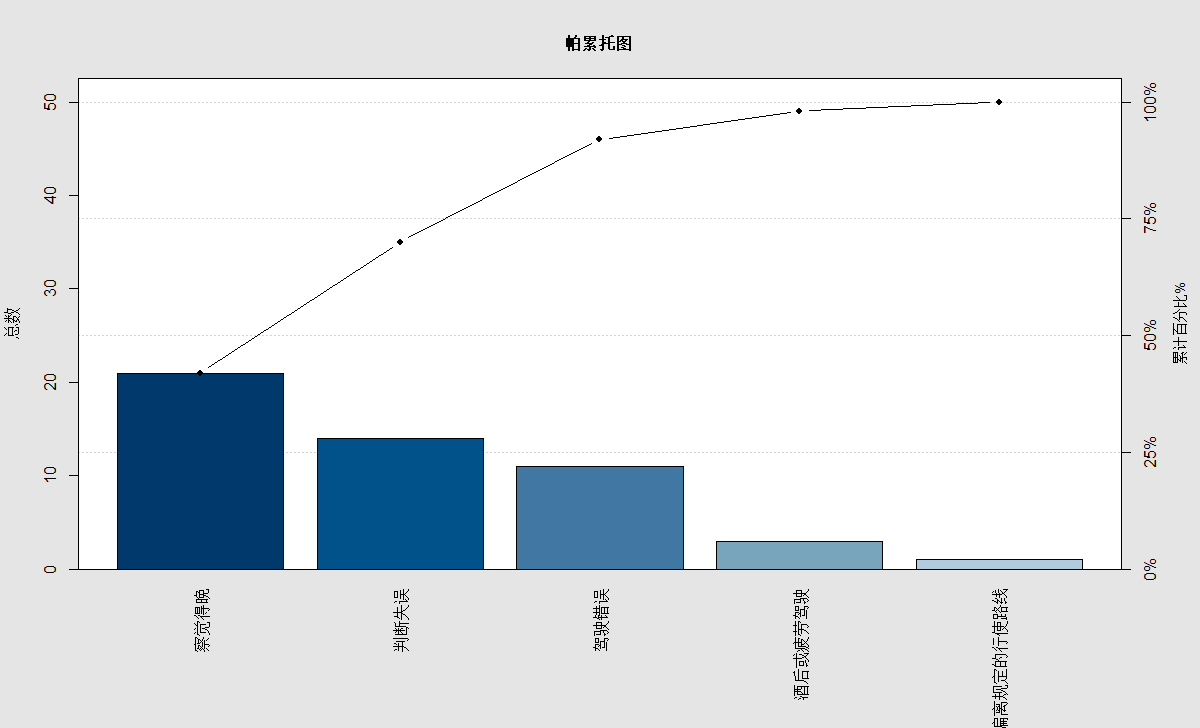 帕累托图
总数
50
40
30
20
10
0
100%
75%
50%
25%
0%
累计百分比%
察觉得晚
判断失误
驾驶错误
酒后或疲劳驾驶
偏离规定的行使路线